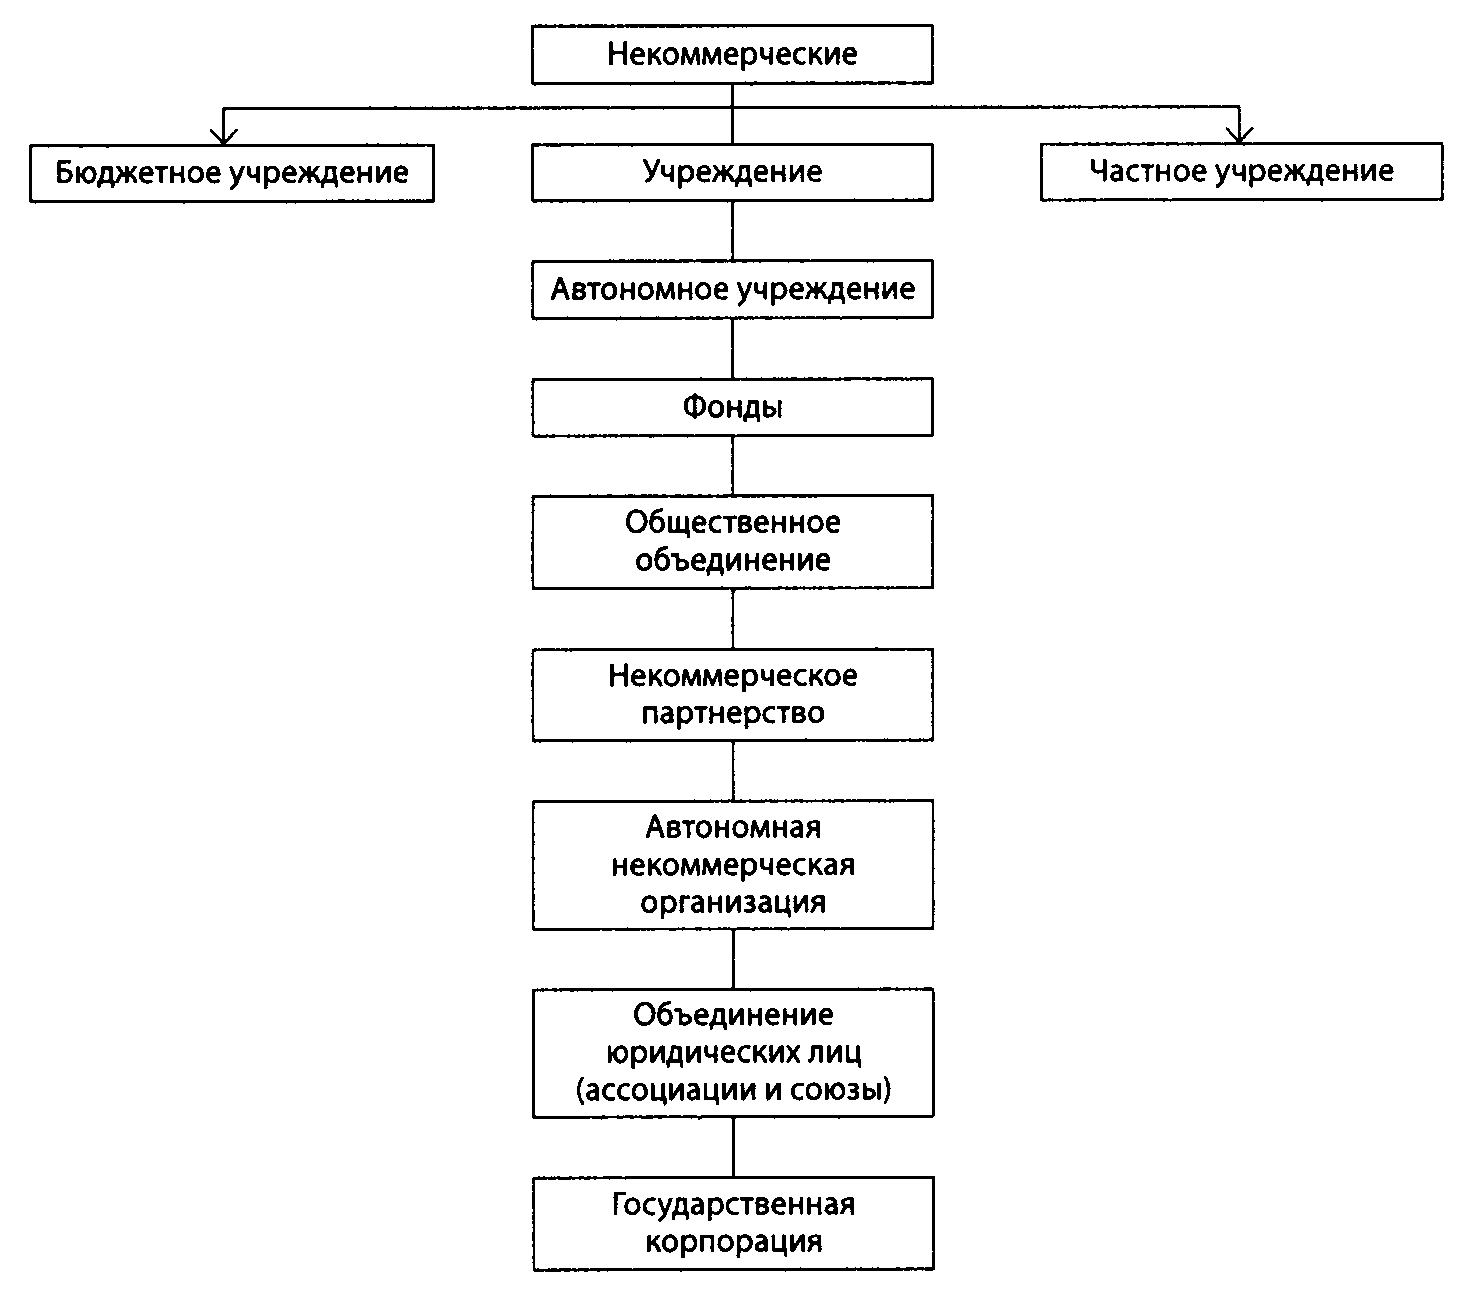 Некоммерческие
Бюджетное учреждение
Учреждение
Частное учреждение
Автономное учреждение
Фонды
Общественное
объединение
Некоммерческое
партнерство
Автономная
некоммерческая
организация
Объединение
юридических лиц
(ассоциации и союзы)
Государственная
корпорация